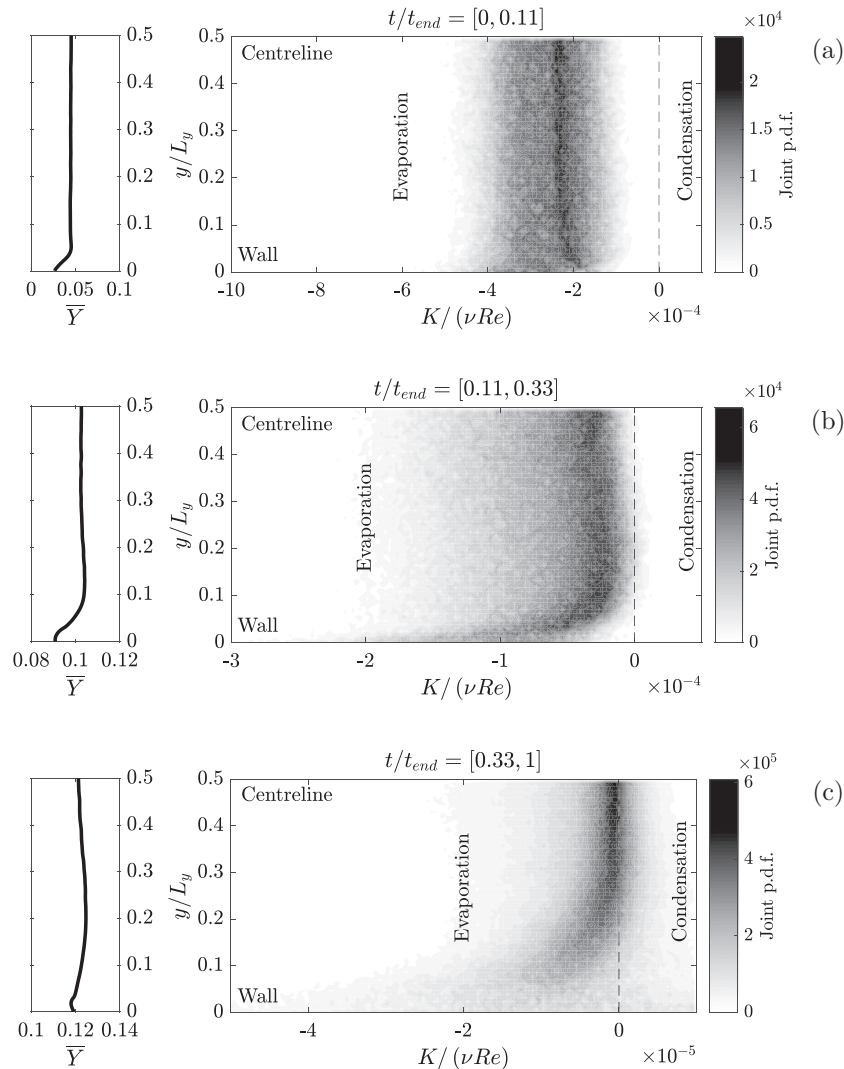 t/t_end = [0, 0.11]
×10^4
(a)
0.5
0.4
0.3
0.2
0.1
0
0 0.05 0.1
Y̅
y/L_y
Centreline
Evaporation
Condensation
Wall
-10 -8 -6 -4 -2 0
K/(νRe)
×10^-4
2
1.5
1
0.5
0
Joint p.d.f.
t/t_end = [0.11, 0.33]
×10^4
(b)
0.5
0.4
0.3
0.2
0.1
0
0.08 0.1 0.12
Y̅
y/L_y
Centreline
Evaporation
Condensation
Wall
-3 -2 -1 0
K/(νRe)
×10^-4
6
4
2
0
Joint p.d.f.
t/t_end = [0.33, 1]
×10^5
(c)
0.5
0.4
0.3
0.2
0.1
0
0.1 0.12 0.14
Y̅
y/L_y
Centreline
Evaporation
Condensation
Wall
-4 -2 0
K/(νRe)
×10^-5
6
4
2
0
Joint p.d.f.